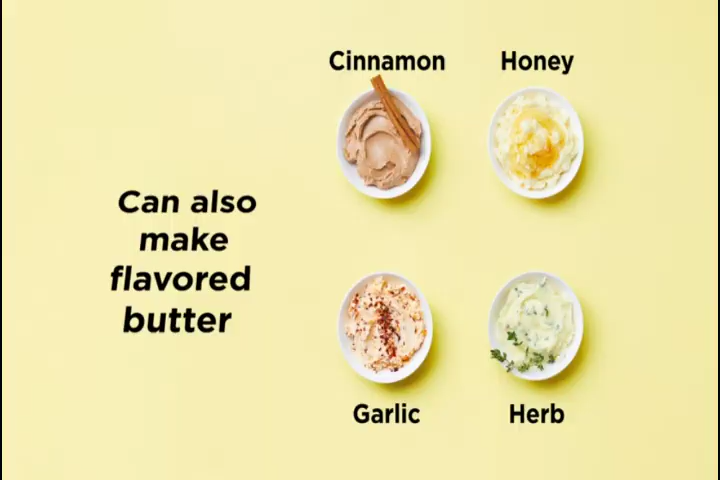 Cinnamon
Honey
Can also
make
flavored
butter
Garlic
Herb